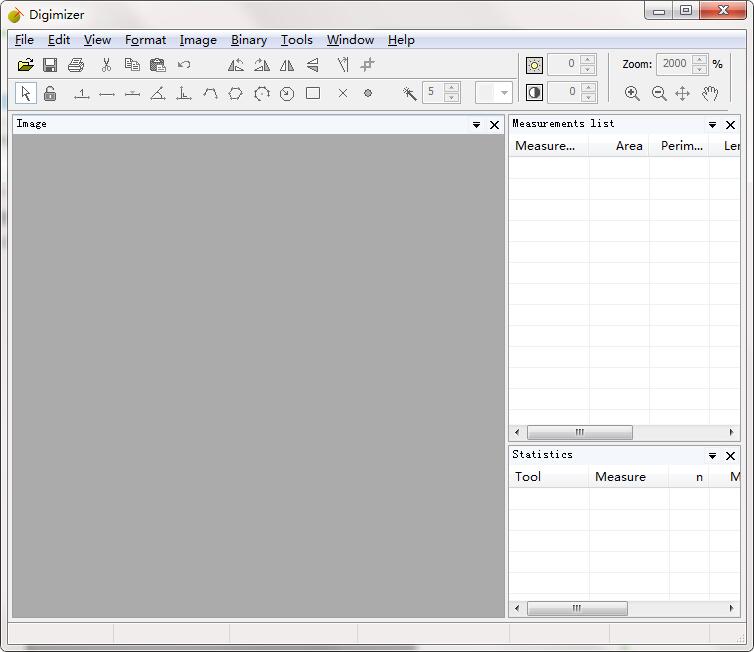 Digimizer
File Edit View Format Image Binary Tools Window Help
0 Zoom: 2000 %
5 0
Image
Measurements list
Measure... Area Perim... Ler
Statistics
Tool Measure n M